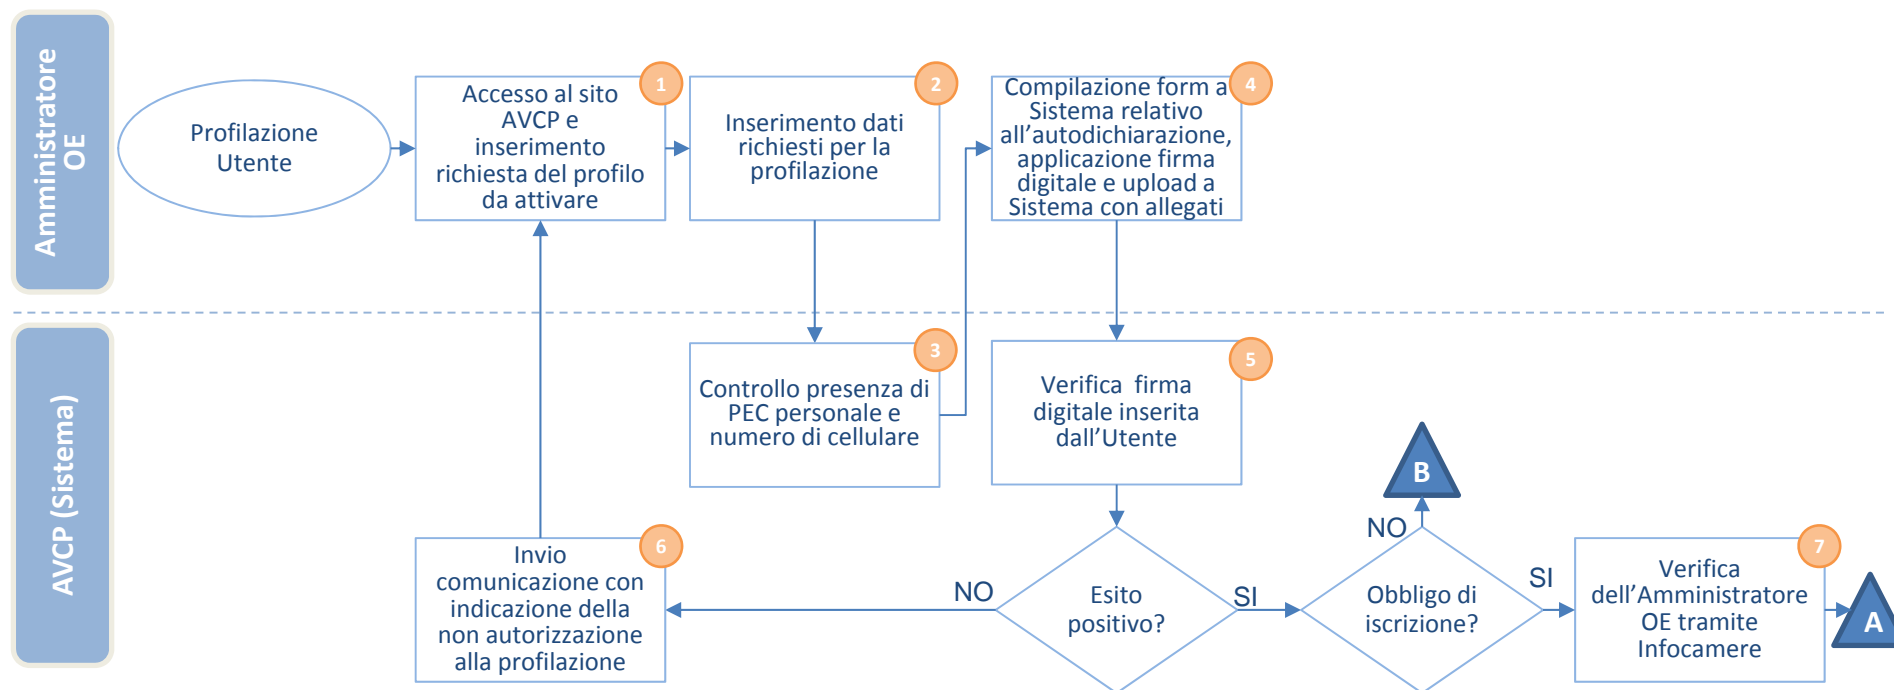 Amministratore
OE
Profilazione
Utente
1
Accesso al sito
AVCP e
inserimento
richiesta del profilo
da attivare
2
Inserimento dati
richiesti per la
profilazione
4
Compilazione form a
Sistema relativo
all'autodichiarazione,
applicazione firma
digitale e upload a
Sistema con allegati
AVCP (Sistema)
3
Controllo presenza di
PEC personale e
numero di cellulare
5
Verifica firma
digitale inserita
dall'Utente
6
Invio
comunicazione con
indicazione della
non autorizzazione
alla profilazione
NO
Esito
positivo?
SI
B
NO
Obbligo di
iscrizione?
SI
7
Verifica
dell'Amministratore
OE tramite
Infocamere
A